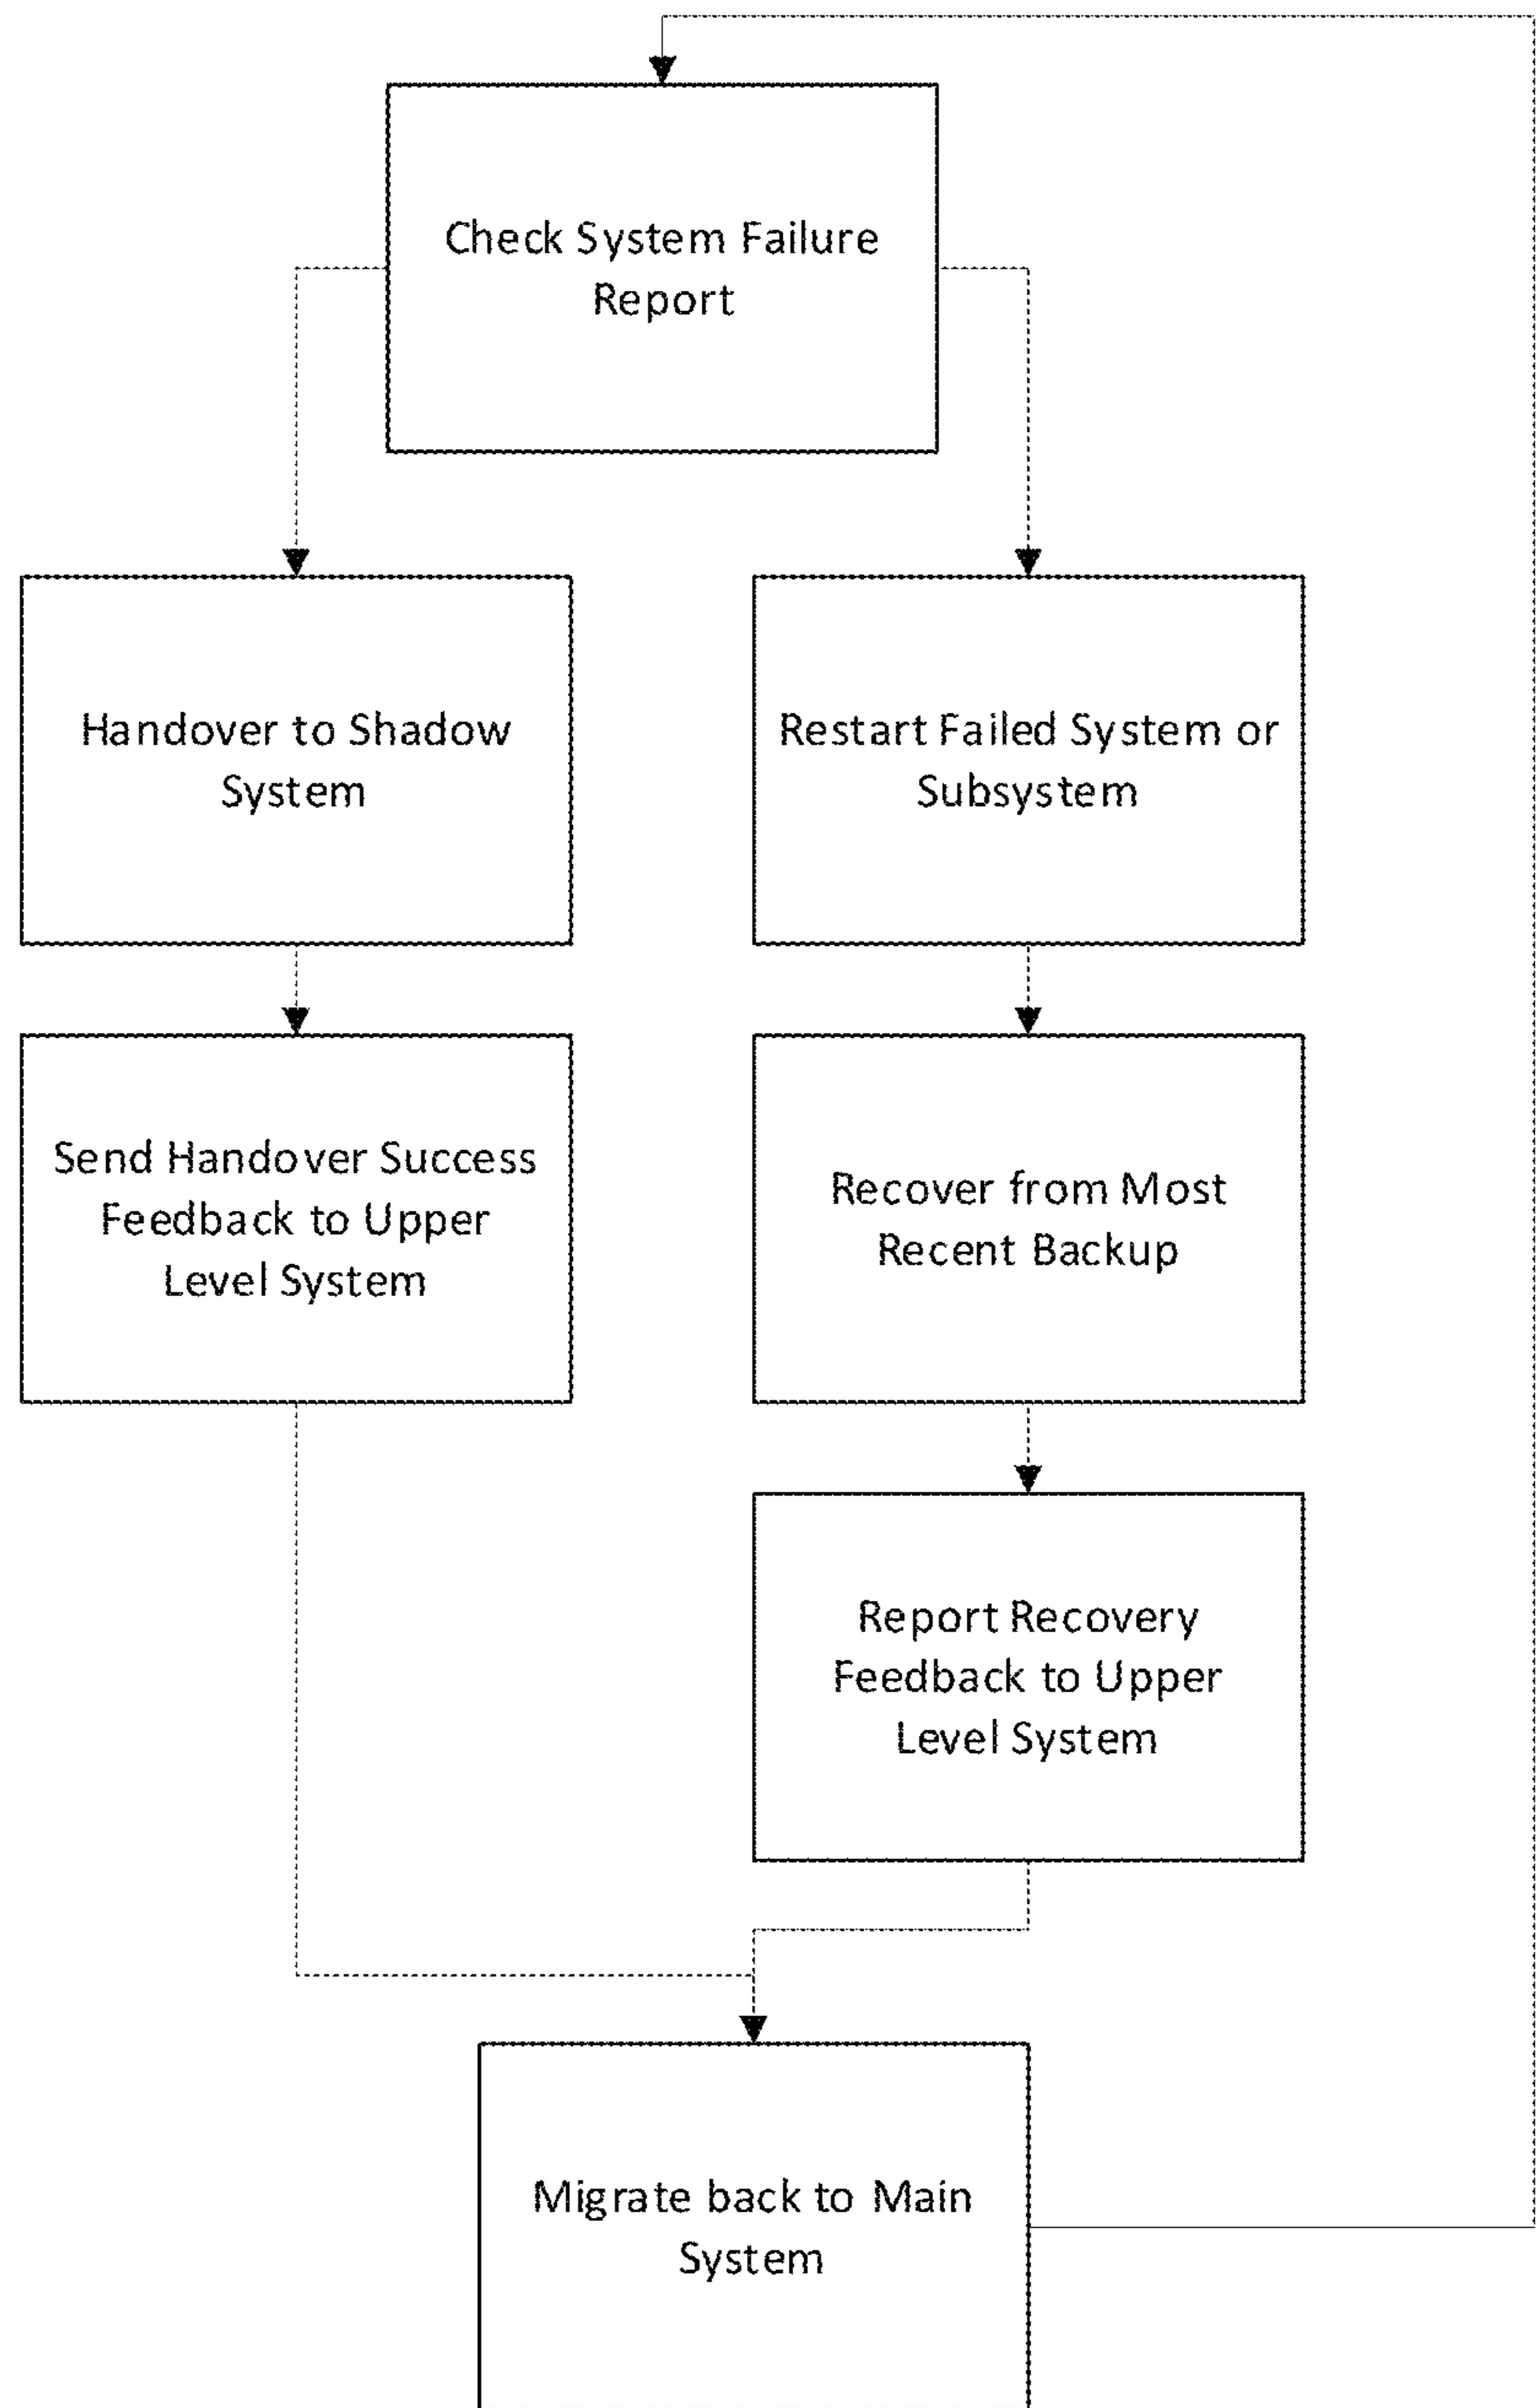 Check System Failure
Report
Handover to Shadow
System
Restart Failed System or
Subsystem
Send Handover Success
Feedback to Upper
Level System
Recover from Most
Recent Backup
Report Recovery
Feedback to Upper
Level System
Migrate back to Main
System